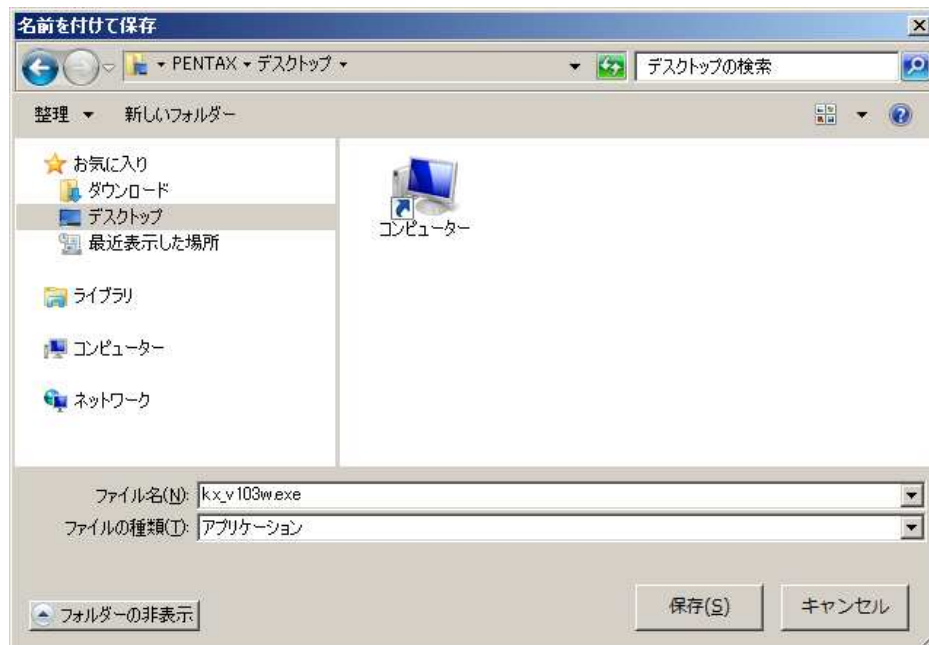 名前を付けて保存
PENTAX デスクトップ
デスクトップの検索
整理 新しいフォルダー
お気に入り
ダウンロード
デスクトップ
最近表示した場所
ライブラリ
コンピューター
ネットワーク
コンピューター
ファイル名(N): kx_v103w.exe
ファイルの種類(T): アプリケーション
フォルダーの非表示
保存(S)
キャンセル